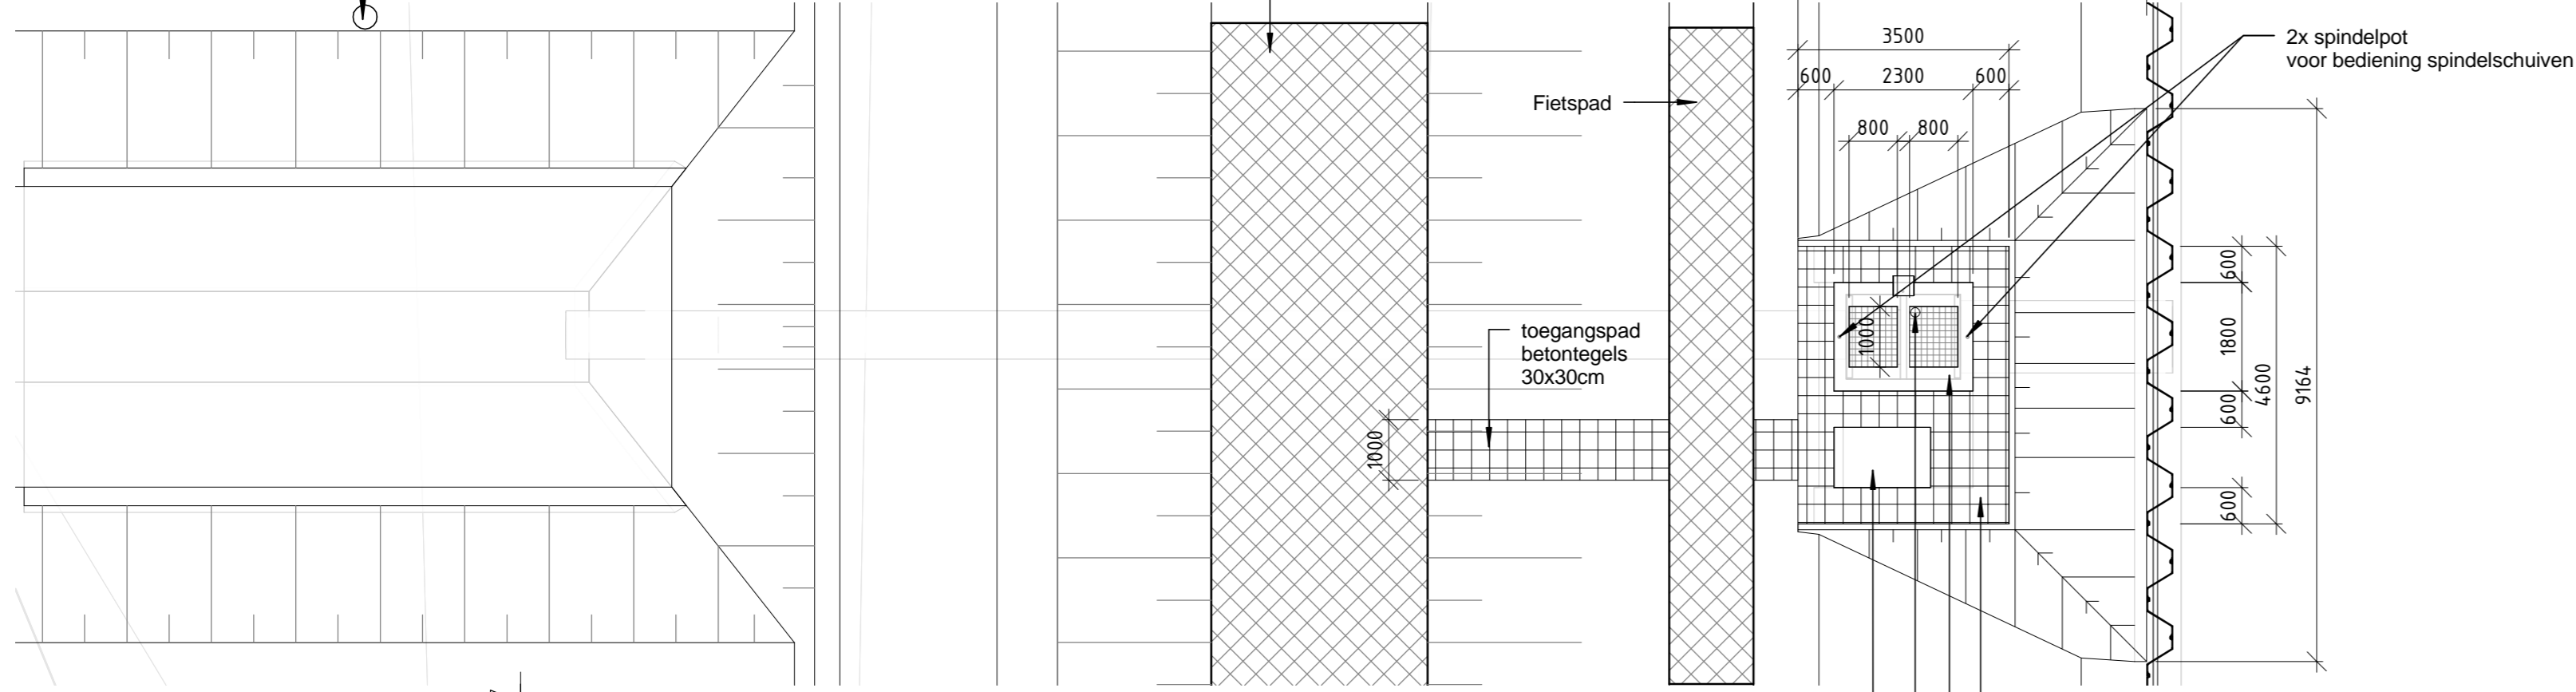 3500
2x spindelpot
voor bediening spindelschuiven
600
2300
600
Fietspad
800
800
600
toegangspad
betontegels
30x30cm
1000
1800
4600
9164
600
1000
600